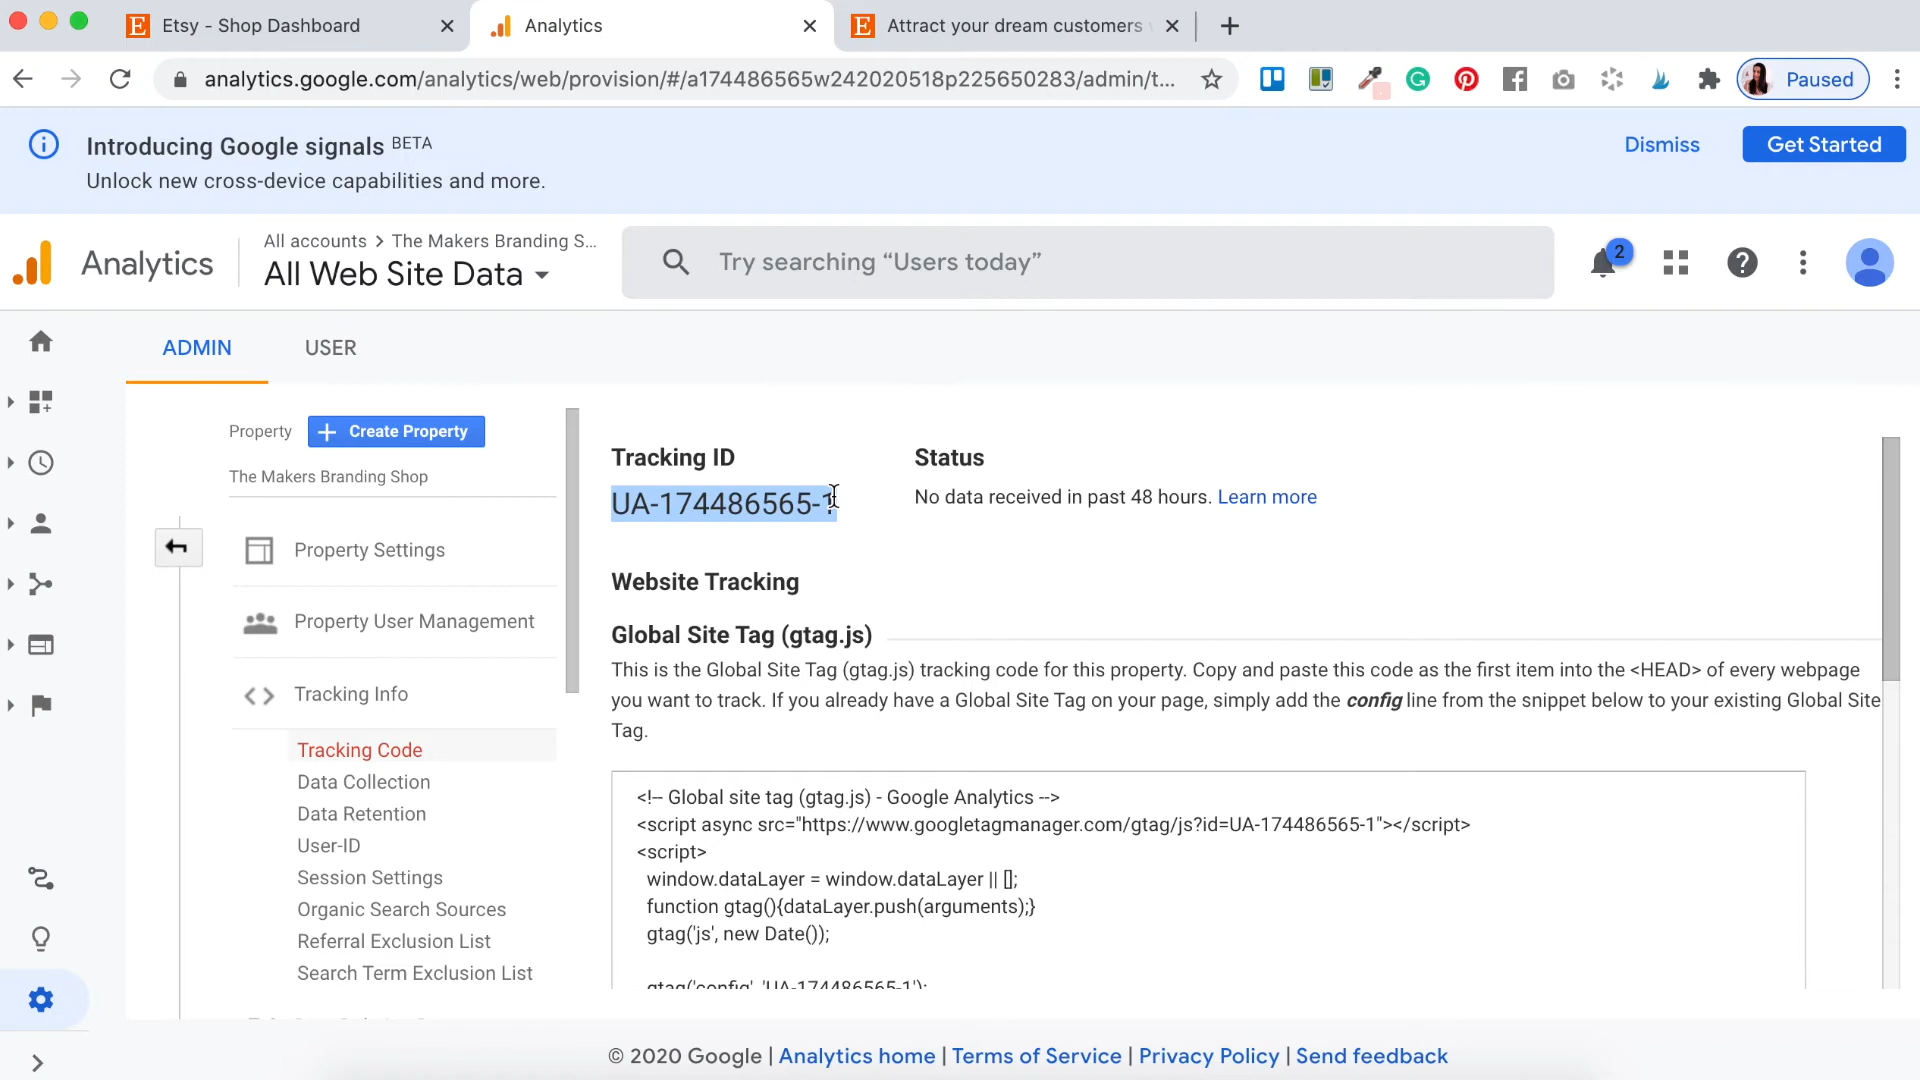 Etsy - Shop Dashboard
Analytics
Attract your dream customers
analytics.google.com/analytics/web/provision/#/a174486565w242020518p225650283/admin/t...
Paused
Introducing Google signals BETA
Unlock new cross-device capabilities and more.
Dismiss
Get Started
Analytics
All accounts > The Makers Branding S...
All Web Site Data
Try searching “Users today”
2
ADMIN
USER
Property
Create Property
The Makers Branding Shop
Property Settings
Property User Management
Tracking Info
Tracking Code
Data Collection
Data Retention
User-ID
Session Settings
Organic Search Sources
Referral Exclusion List
Search Term Exclusion List
Tracking ID
UA-174486565-1
Status
No data received in past 48 hours. Learn more
Website Tracking
Global Site Tag (gtag.js)
This is the Global Site Tag (gtag.js) tracking code for this property. Copy and paste this code as the first item into the <HEAD> of every webpage
you want to track. If you already have a Global Site Tag on your page, simply add the config line from the snippet below to your existing Global Site
Tag.
<!-- Global site tag (gtag.js) - Google Analytics -->
<script async src="https://www.googletagmanager.com/gtag/js?id=UA-174486565-1"></script>
<script>
window.dataLayer = window.dataLayer || [];
function gtag(){dataLayer.push(arguments);}
gtag('js', new Date());
gtag('config', 'UA-174486565-1');
© 2020 Google | Analytics home | Terms of Service | Privacy Policy | Send feedback